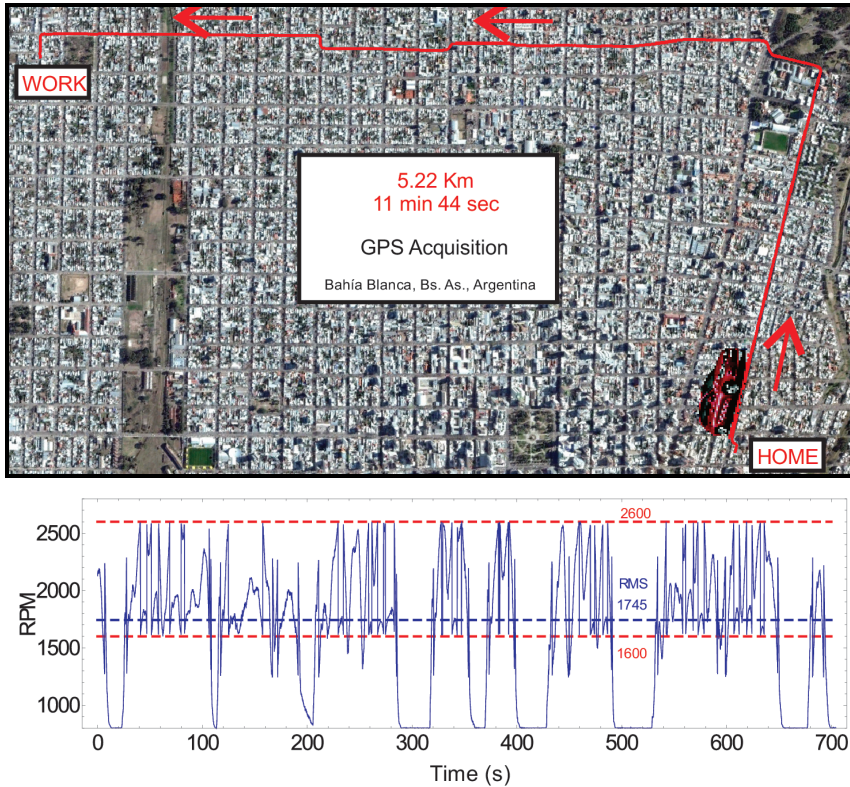 WORK
5.22 Km
11 min 44 sec
GPS Acquisition
Bahía Blanca, Bs. As., Argentina
HOME
2600
2500
RMS
2000
1745
RPM
1500
1600
1000
0 100 200 300 400 500 600 700
Time (s)